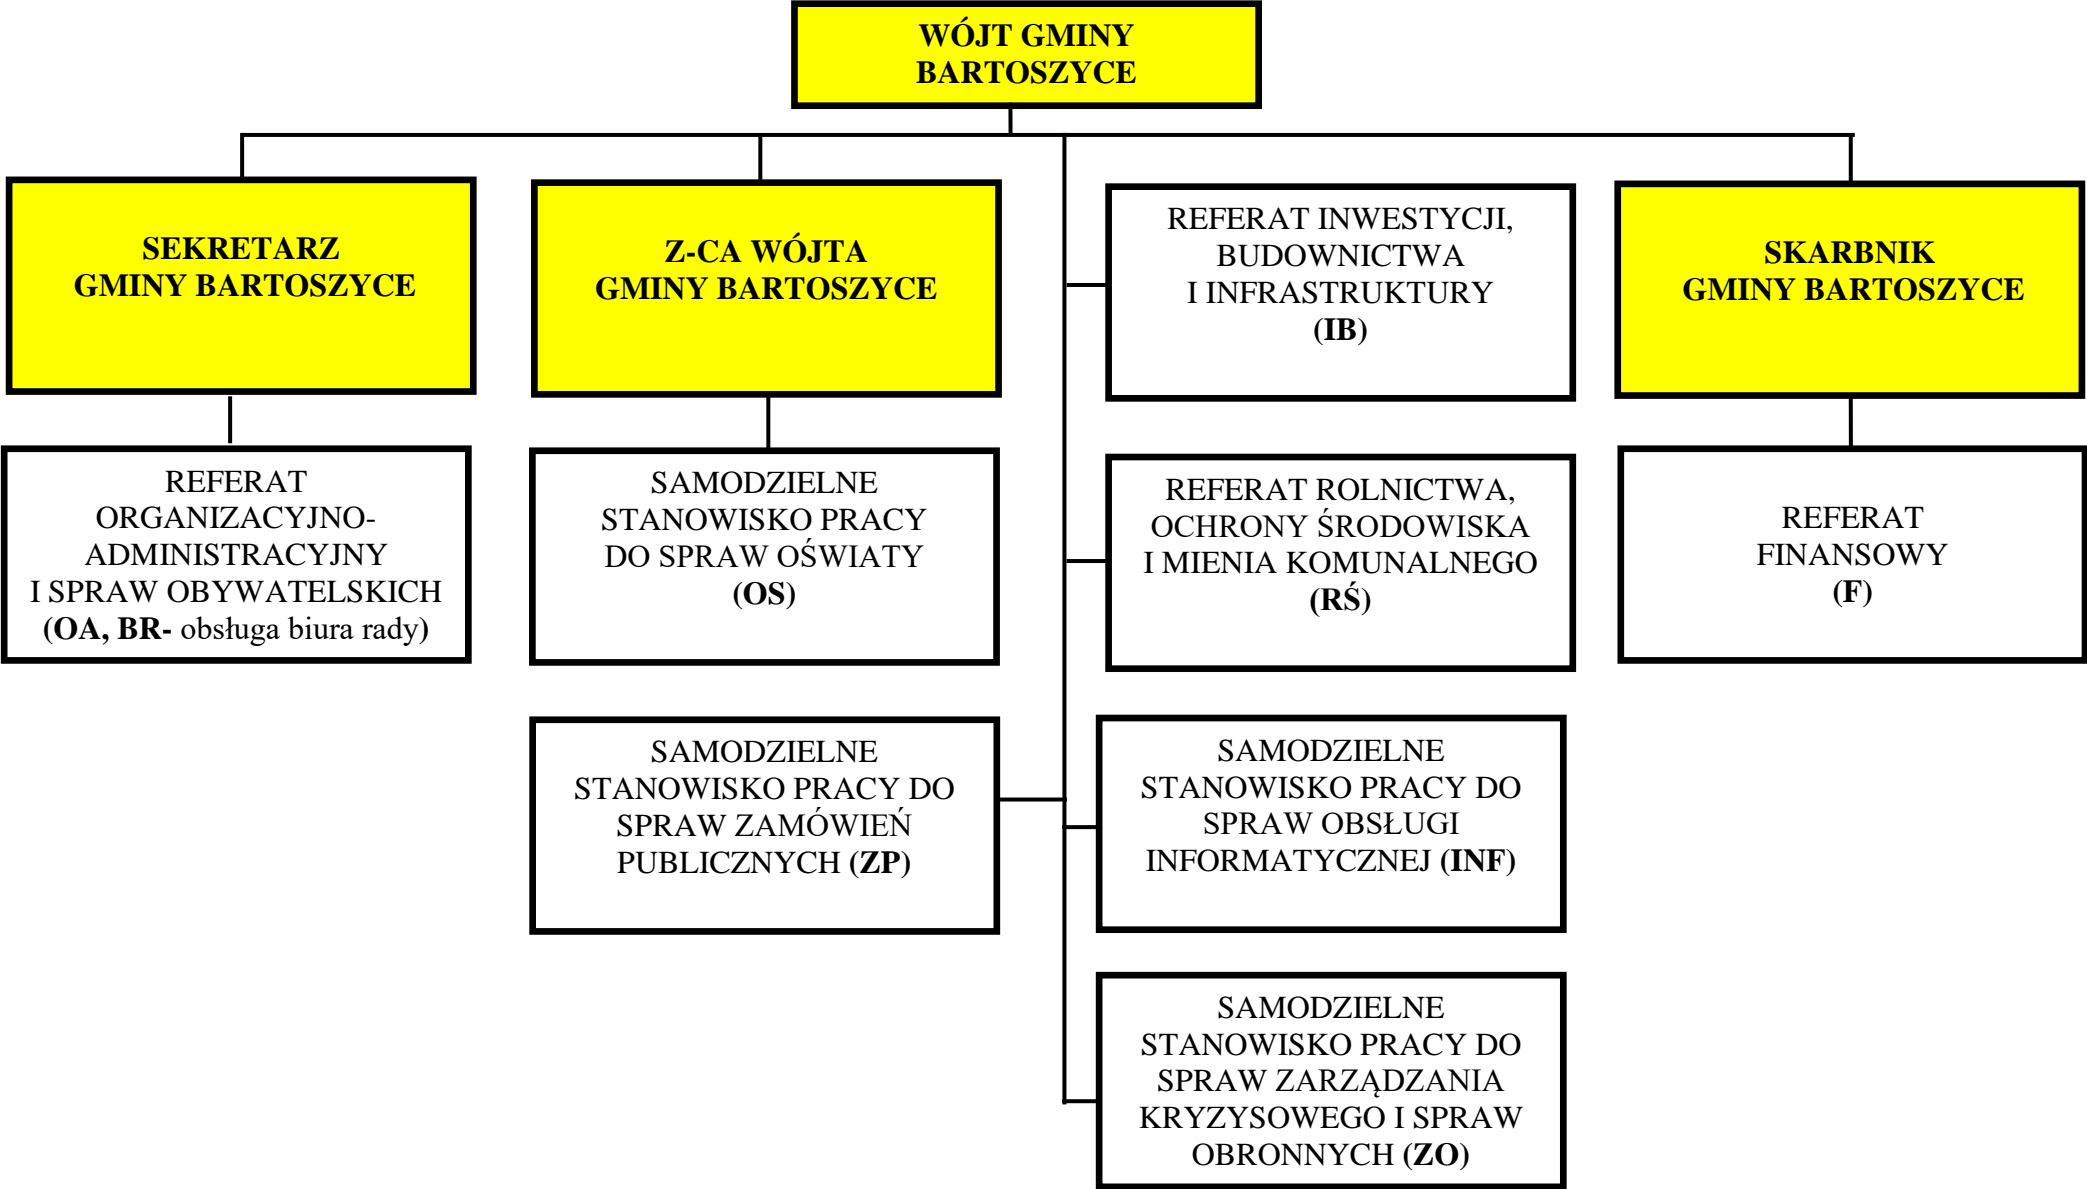 WÓJT GMINY
BARTOSZYCE
SEKRETARZ
GMINY BARTOSZYCE
Z-CA WÓJTA
GMINY BARTOSZYCE
REFERAT INWESTYCJI,
BUDOWNICTWA
I INFRASTRUKTURY
(IB)
SKARBNIK
GMINY BARTOSZYCE
REFERAT
ORGANIZACYJNO-
ADMINISTRACYJNY
I SPRAW OBYWATELSKICH
(OA, BR- obsługa biura rady)
SAMODZIELNE
STANOWISKO PRACY
DO SPRAW OŚWIATY
(OS)
REFERAT ROLNICTWA,
OCHRONY ŚRODOWISKA
I MIENIA KOMUNALNEGO
(RŚ)
REFERAT
FINANSOWY
(F)
SAMODZIELNE
STANOWISKO PRACY DO
SPRAW ZAMÓWIEŃ
PUBLICZNYCH (ZP)
SAMODZIELNE
STANOWISKO PRACY DO
SPRAW OBSŁUGI
INFORMATYCZNEJ (INF)
SAMODZIELNE
STANOWISKO PRACY DO
SPRAW ZARZĄDZANIA
KRYZYSOWEGO I SPRAW
OBRONNYCH (ZO)